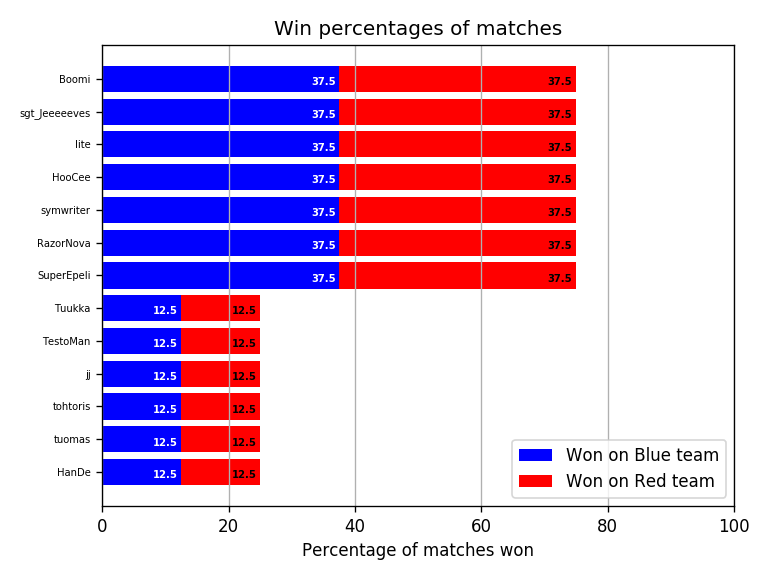 Win percentages of matches
Boomi 37.5 37.5
sgt_Jeeeeeves 37.5 37.5
lite 37.5 37.5
HooCee 37.5 37.5
symwriter 37.5 37.5
RazorNova 37.5 37.5
SuperEpeli 37.5 37.5
Tuukka 12.5 12.5
TestoMan 12.5 12.5
jj 12.5 12.5
tohtoris 12.5 12.5
tuomas 12.5 12.5
HanDe 12.5 12.5
Won on Blue team
Won on Red team
0 20 40 60 80 100
Percentage of matches won